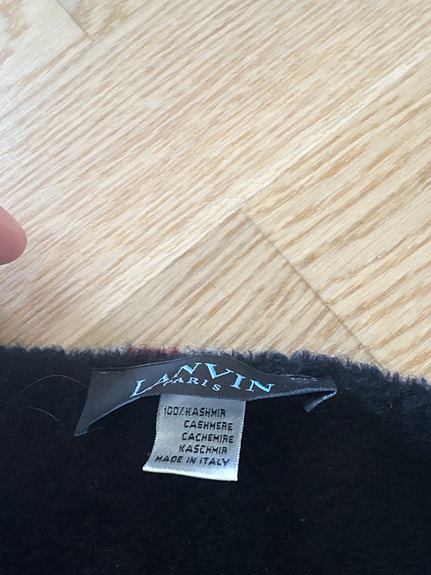 LANVIN
PARIS
100% KASHMIR
CASHMERE
CACHEMIRE
KASCHMIR
MADE IN ITALY